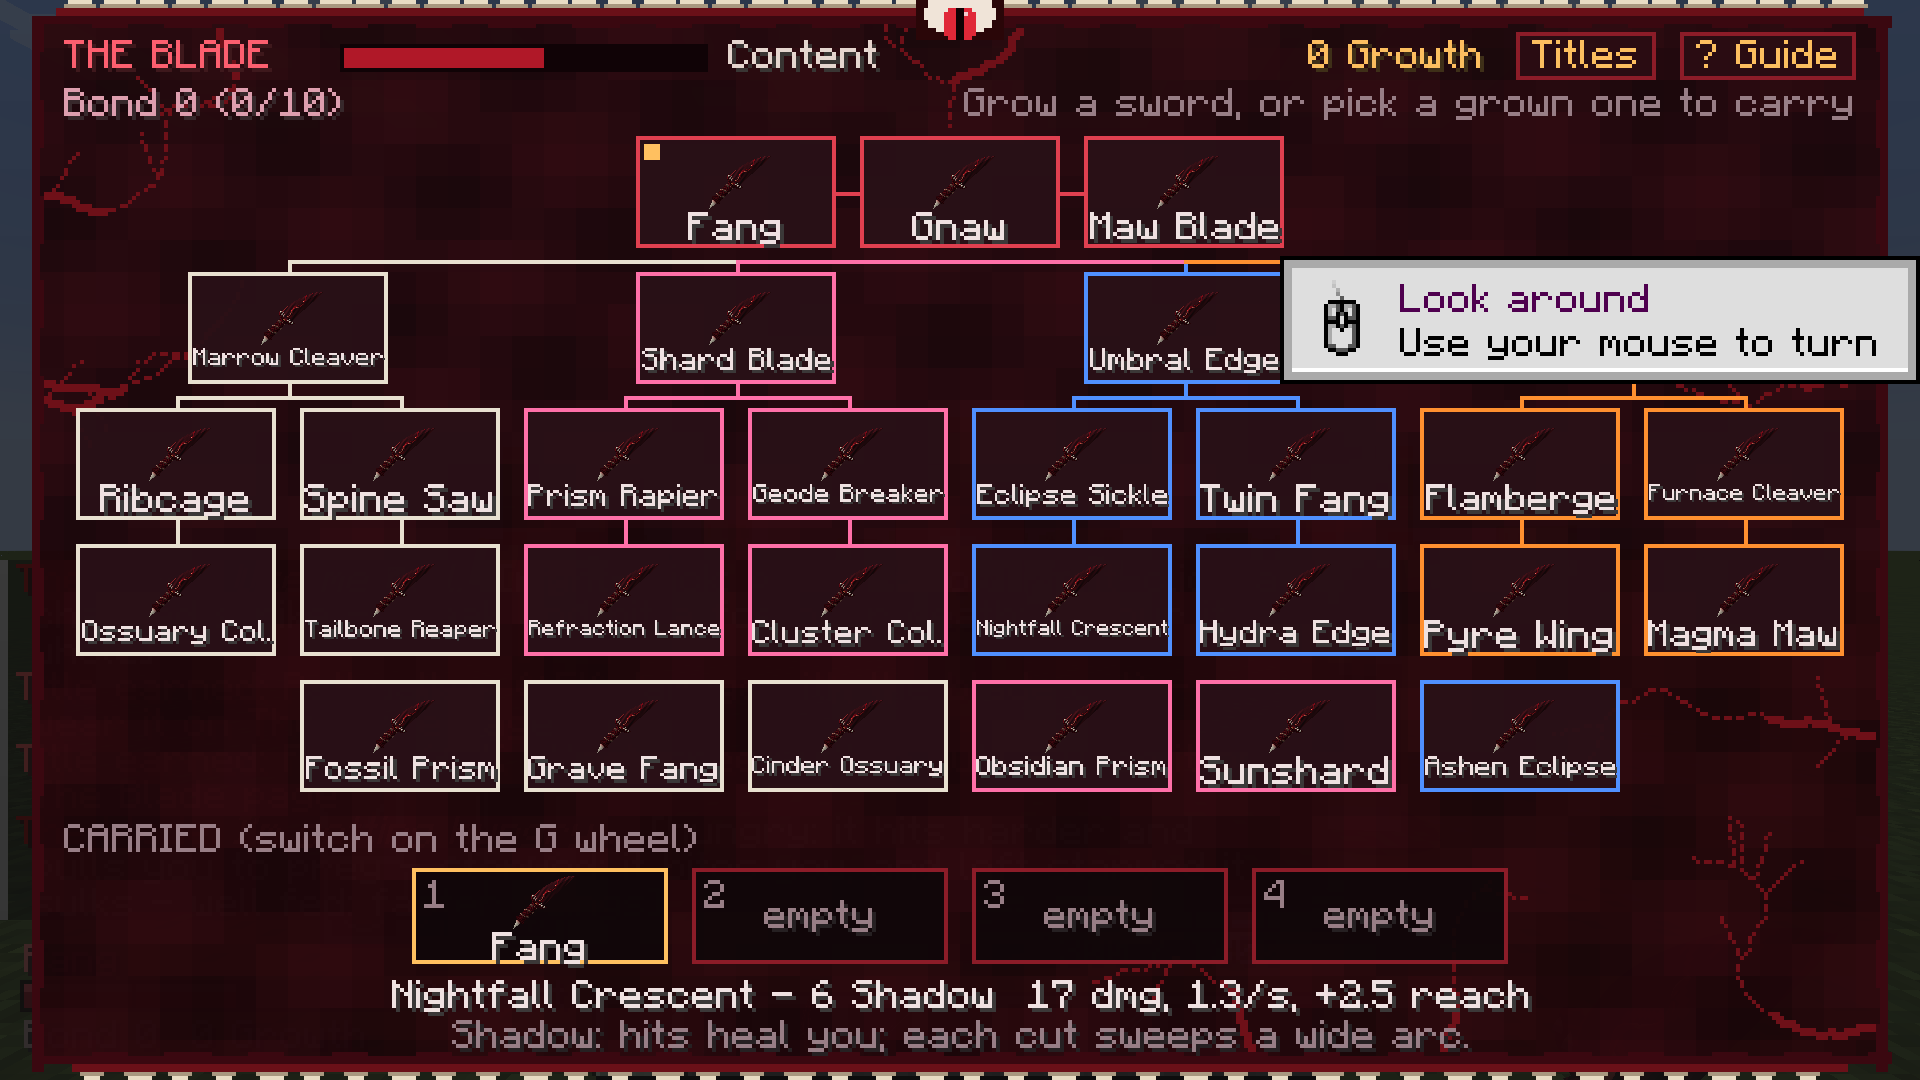 THE BLADE
Content
0 Growth
Titles
? Guide
Bond 0 (0/10)
Grow a sword, or pick a grown one to carry
Fang
Gnaw
Maw Blade
Look around
Use your mouse to turn
Marrow Cleaver
Shard Blade
Umbral Edge
Ribcage
Spine Saw
Prism Rapier
Geode Breaker
Eclipse Sickle
Twin Fang
Flamberge
Furnace Cleaver
Ossuary Col.
Tailbone Reaper
Refraction Lance
Cluster Col.
Nightfall Crescent
Hydra Edge
Pyre Wing
Magma Maw
Fossil Prism
Grave Fang
Cinder Ossuary
Obsidian Prism
Sunshard
Ashen Eclipse
CARRIED (switch on the G wheel)
1
Fang
2
empty
3
empty
4
empty
Nightfall Crescent - 6 Shadow 17 dmg, 1.3/s, +2.5 reach
Shadow: hits heal you; each cut sweeps a wide arc.